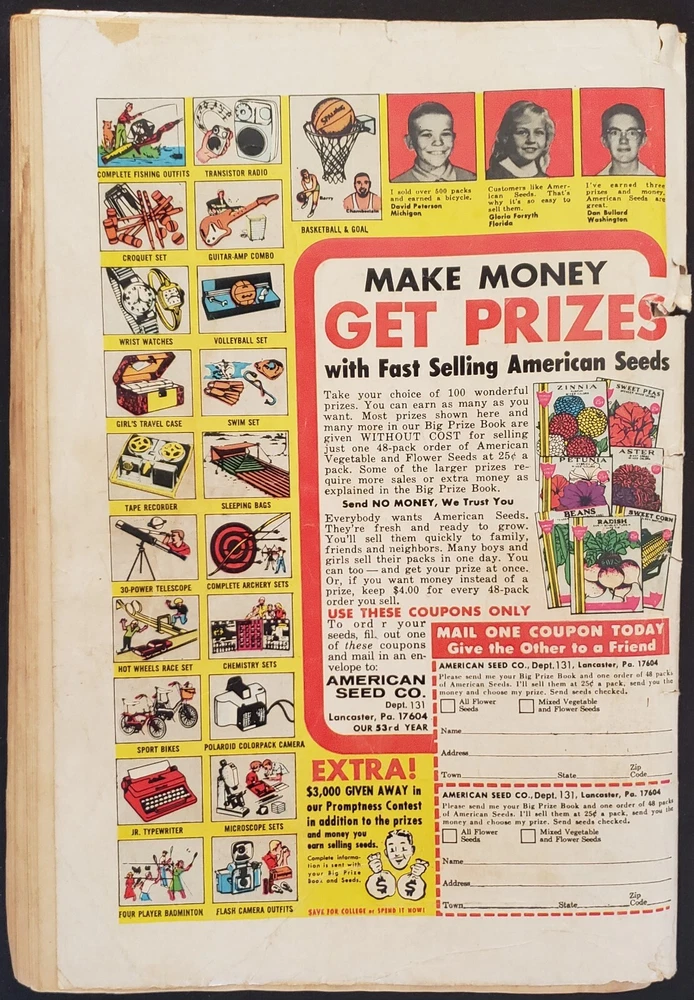 COMPLETE FISHING OUTFITS
TRANSISTOR RADIO
SPALDING
Barry
Chamberlain
BASKETBALL & GOAL
I sold over 500 packs
and earned a bicycle.
David Peterson
Michigan
Customers like Amer-
ican Seeds. That's
why it's so easy to
sell them.
Gloria Forsyth
Florida
I've earned three
prizes and money.
American Seeds are
great.
Don Bullard
Washington
CROQUET SET
GUITAR-AMP COMBO
WRIST WATCHES
VOLLEYBALL SET
GIRL'S TRAVEL CASE
SWIM SET
TAPE RECORDER
SLEEPING BAGS
30-POWER TELESCOPE
COMPLETE ARCHERY SETS
HOT WHEELS RACE SET
CHEMISTRY SETS
SPORT BIKES
POLAROID COLORPACK CAMERA
JR. TYPEWRITER
MICROSCOPE SETS
FOUR PLAYER BADMINTON
FLASH CAMERA OUTFITS
MAKE MONEY
GET PRIZES
with Fast Selling American Seeds
Take your choice of 100 wonderful
prizes. You can earn as many as you
want. Most prizes shown here and
many more in our Big Prize Book are
given WITHOUT COST for selling
just one 48-pack order of American
Vegetable and Flower Seeds at 25¢ a
pack. Some of the larger prizes re-
quire more sales or extra money as
explained in the Big Prize Book.
Send NO MONEY, We Trust You
Everybody wants American Seeds.
They're fresh and ready to grow.
You'll sell them quickly to family,
friends and neighbors. Many boys and
girls sell their packs in one day. You
can too — and get your prize at once.
Or, if you want money instead of a
prize, keep $4.00 for every 48-pack
order you sell.
ZINNIA
SWEET PEAS
PETUNIA
ASTER
BEANS
RADISH
SWEET CORN
USE THESE COUPONS ONLY
To ord r your
seeds, fil. out one
of these coupons
and mail in an en-
velope to:
AMERICAN
SEED CO.
Dept. 131
Lancaster, Pa. 17604
OUR 53rd YEAR
MAIL ONE COUPON TODAY
Give the Other to a Friend
AMERICAN SEED CO., Dept. 131, Lancaster, Pa. 17604
Please send me your Big Prize Book and one order of 48 packs
of American Seeds. I'll sell them at 25¢ a pack, send you the
money and choose my prize. Send seeds checked.
All Flower
Seeds
Mixed Vegetable
and Flower Seeds
Name
Address
Town State Zip Code
AMERICAN SEED CO., Dept. 131, Lancaster, Pa. 17604
Please send me your Big Prize Book and one order of 48 packs
of American Seeds. I'll sell them at 25¢ a pack, send you the
money and choose my prize. Send seeds checked.
All Flower
Seeds
Mixed Vegetable
and Flower Seeds
Name
Address
Town State Zip Code
EXTRA!
$3,000 GIVEN AWAY in
our Promptness Contest
in addition to the prizes
and money you
earn selling seeds.
Complete informa-
tion is sent with
your Big Prize
Book and Seeds.
$ $
SAVE FOR COLLEGE or SPEND IT NOW!